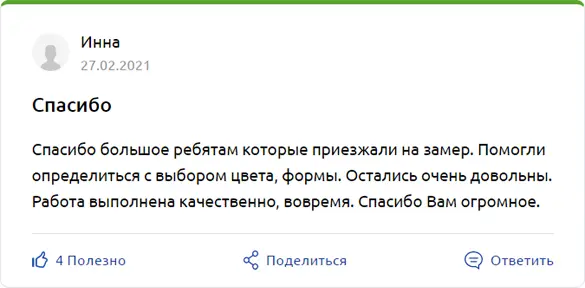 Инна
27.02.2021
Спасибо
Спасибо большое ребятам которые приезжали на замер. Помогли
определиться с выбором цвета, формы. Остались очень довольны.
Работа выполнена качественно, вовремя. Спасибо Вам огромное.
4 Полезно Поделиться Ответить